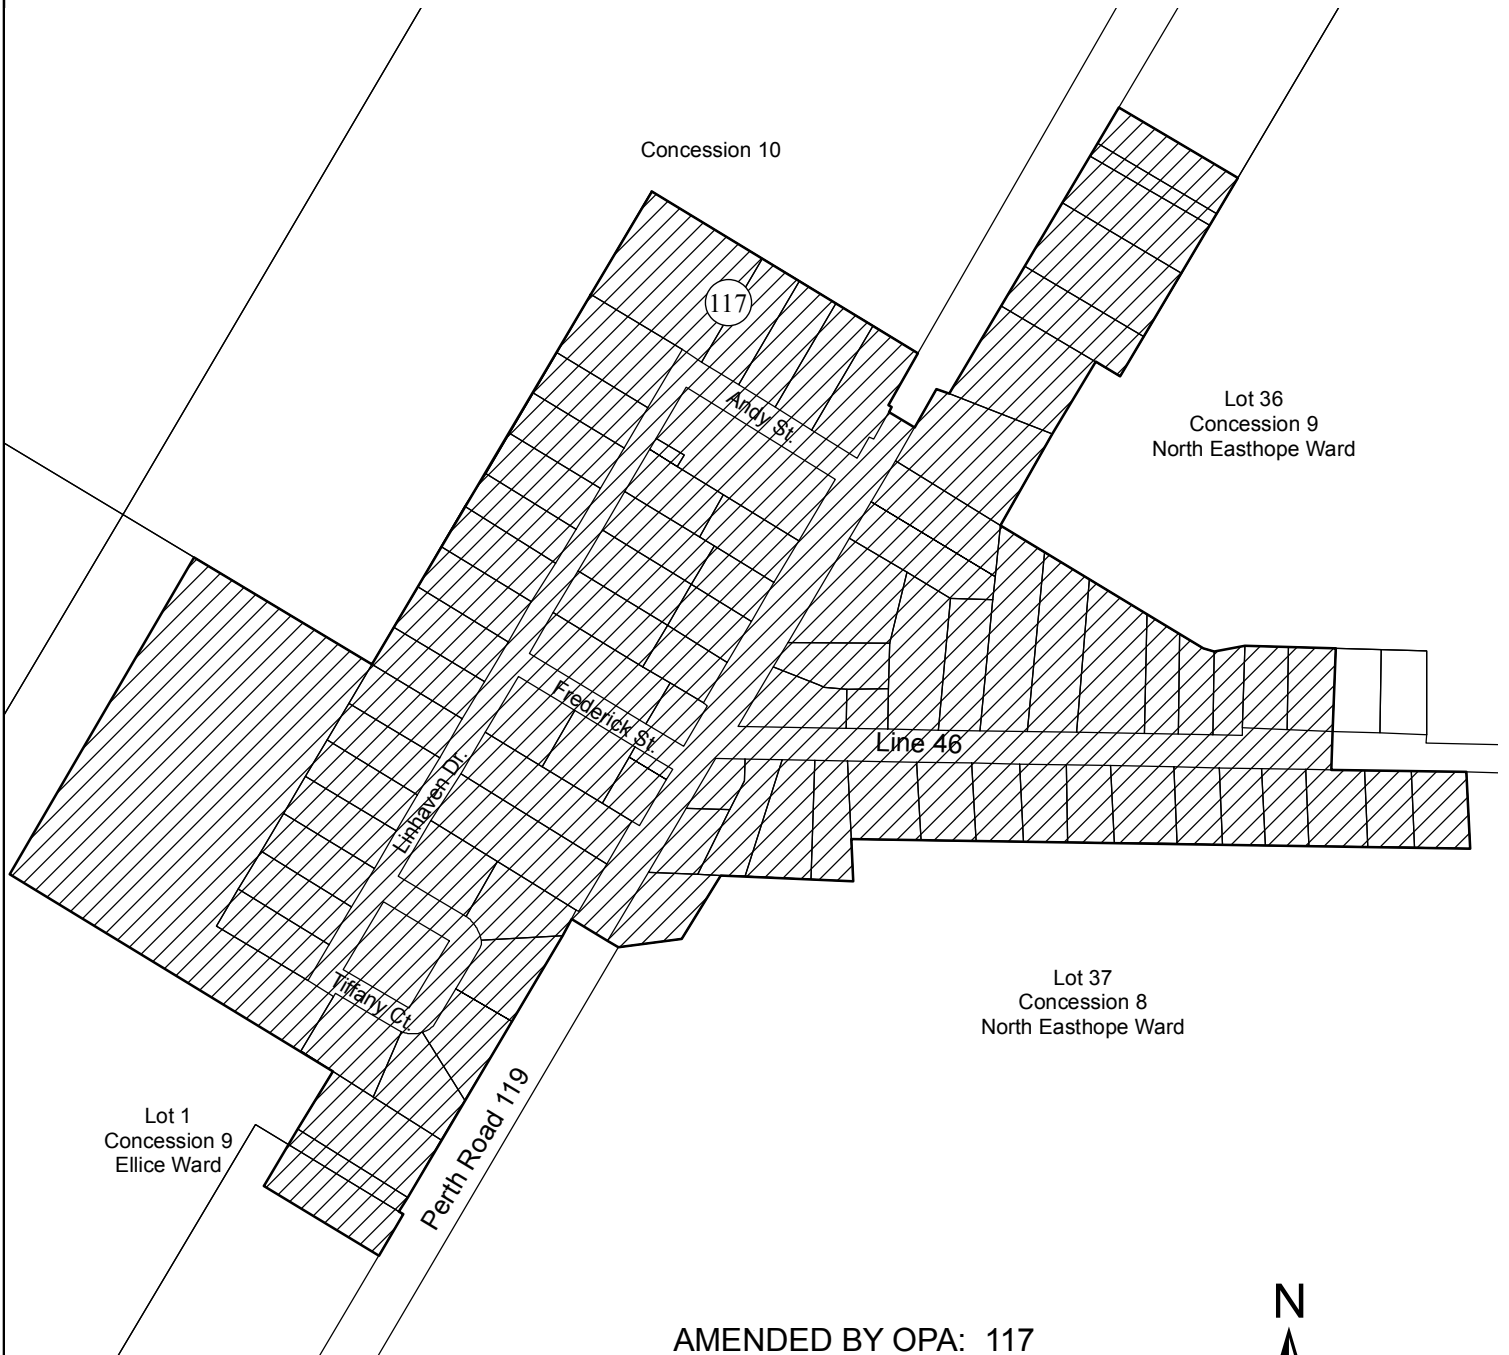 Concession 10
117
Andy St.
Lot 36
Concession 9
North Easthope Ward
Frederick St.
Line 46
Linhaven Dr.
Tiffany Ct.
Lot 37
Concession 8
North Easthope Ward
Perth Road 119
Lot 1
Concession 9
Ellice Ward
N
AMENDED BY OPA: 117